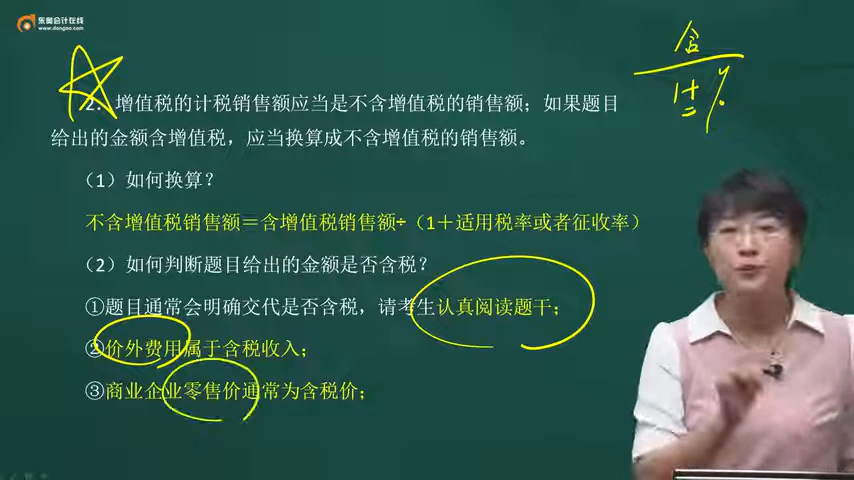 东奥会计在线
www.dongao.com
含
1+ %
2. 增值税的计税销售额应当是不含增值税的销售额；如果题目
给出的金额含增值税，应当换算成不含增值税的销售额。
（1）如何换算？
不含增值税销售额＝含增值税销售额÷（1＋适用税率或者征收率）
（2）如何判断题目给出的金额是否含税？
①题目通常会明确交代是否含税，请考生认真阅读题干；
②价外费用属于含税收入；
③商业企业零售价通常为含税价；